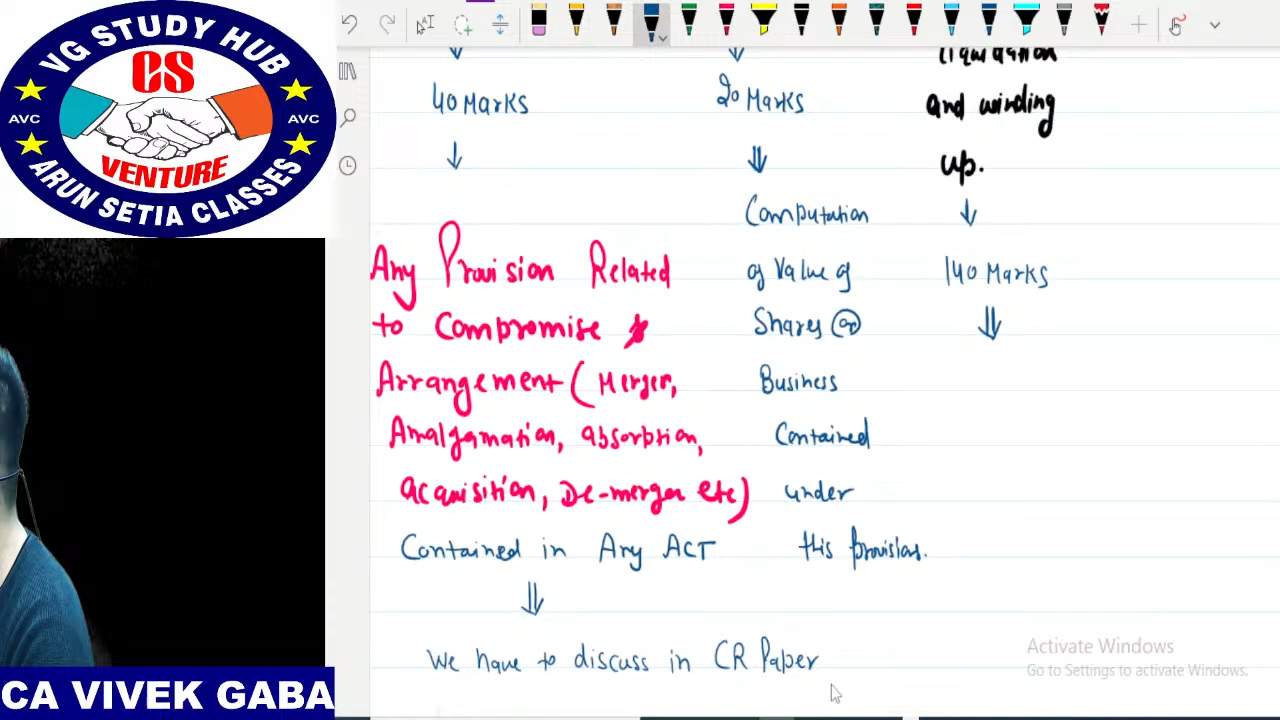 VG STUDY HUB
CS
AVC
AVC
VENTURE
ARUN SETIA CLASSES
CA VIVEK GABA
40 Marks
Any Provision Related
to Compromise
Arrangement (Merger,
Amalgamation, absorbtion,
acquisition, De-merger etc)
Contained in Any ACT
We have to discuss in CR Paper
20 Marks
Computation
of Value of
Shares or
Business
Contained
under
this provisions.
liquidation
and winding
up.
140 Marks
Activate Windows
Go to Settings to activate Windows.